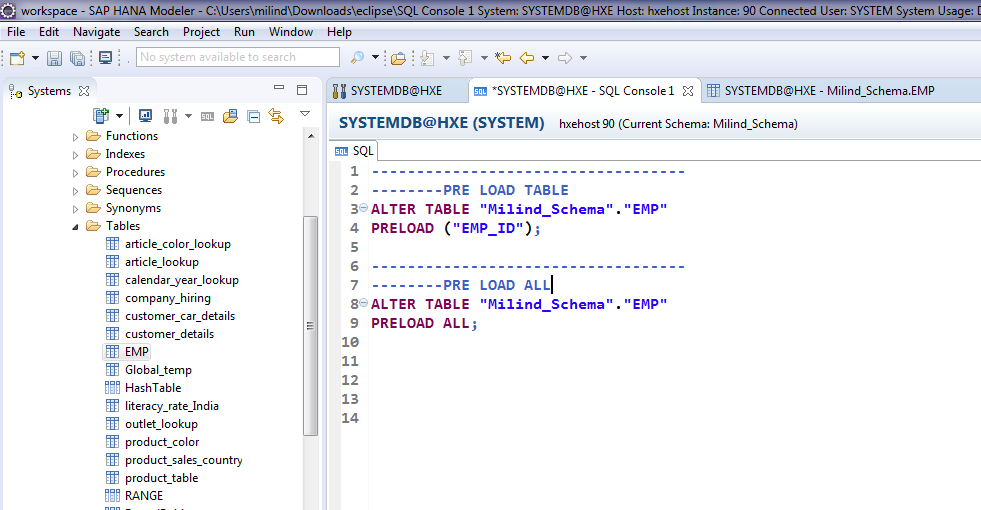 workspace - SAP HANA Modeler - C:\Users\milind\Downloads\eclipse\SQL Console 1 System: SYSTEMDB@HXE Host: hxehost Instance: 90 Connected User: SYSTEM System Usage: D
File Edit Navigate Search Project Run Window Help
No system available to search
Systems
SYSTEMDB@HXE
*SYSTEMDB@HXE - SQL Console 1
SYSTEMDB@HXE - Milind_Schema.EMP
SQL
SYSTEMDB@HXE (SYSTEM) hxehost 90 (Current Schema: Milind_Schema)
SQL SQL
Functions
Indexes
Procedures
Sequences
Synonyms
Tables
article_color_lookup
article_lookup
calendar_year_lookup
company_hiring
customer_car_details
customer_details
EMP
Global_temp
HashTable
literacy_rate_India
outlet_lookup
product_color
product_sales_country
product_table
RANGE
1 -----------------------------------
2 --------PRE LOAD TABLE
3 ALTER TABLE "Milind_Schema"."EMP"
4 PRELOAD ("EMP_ID");
5
6 -----------------------------------
7 --------PRE LOAD ALL
8 ALTER TABLE "Milind_Schema"."EMP"
9 PRELOAD ALL;
10
11
12
13
14